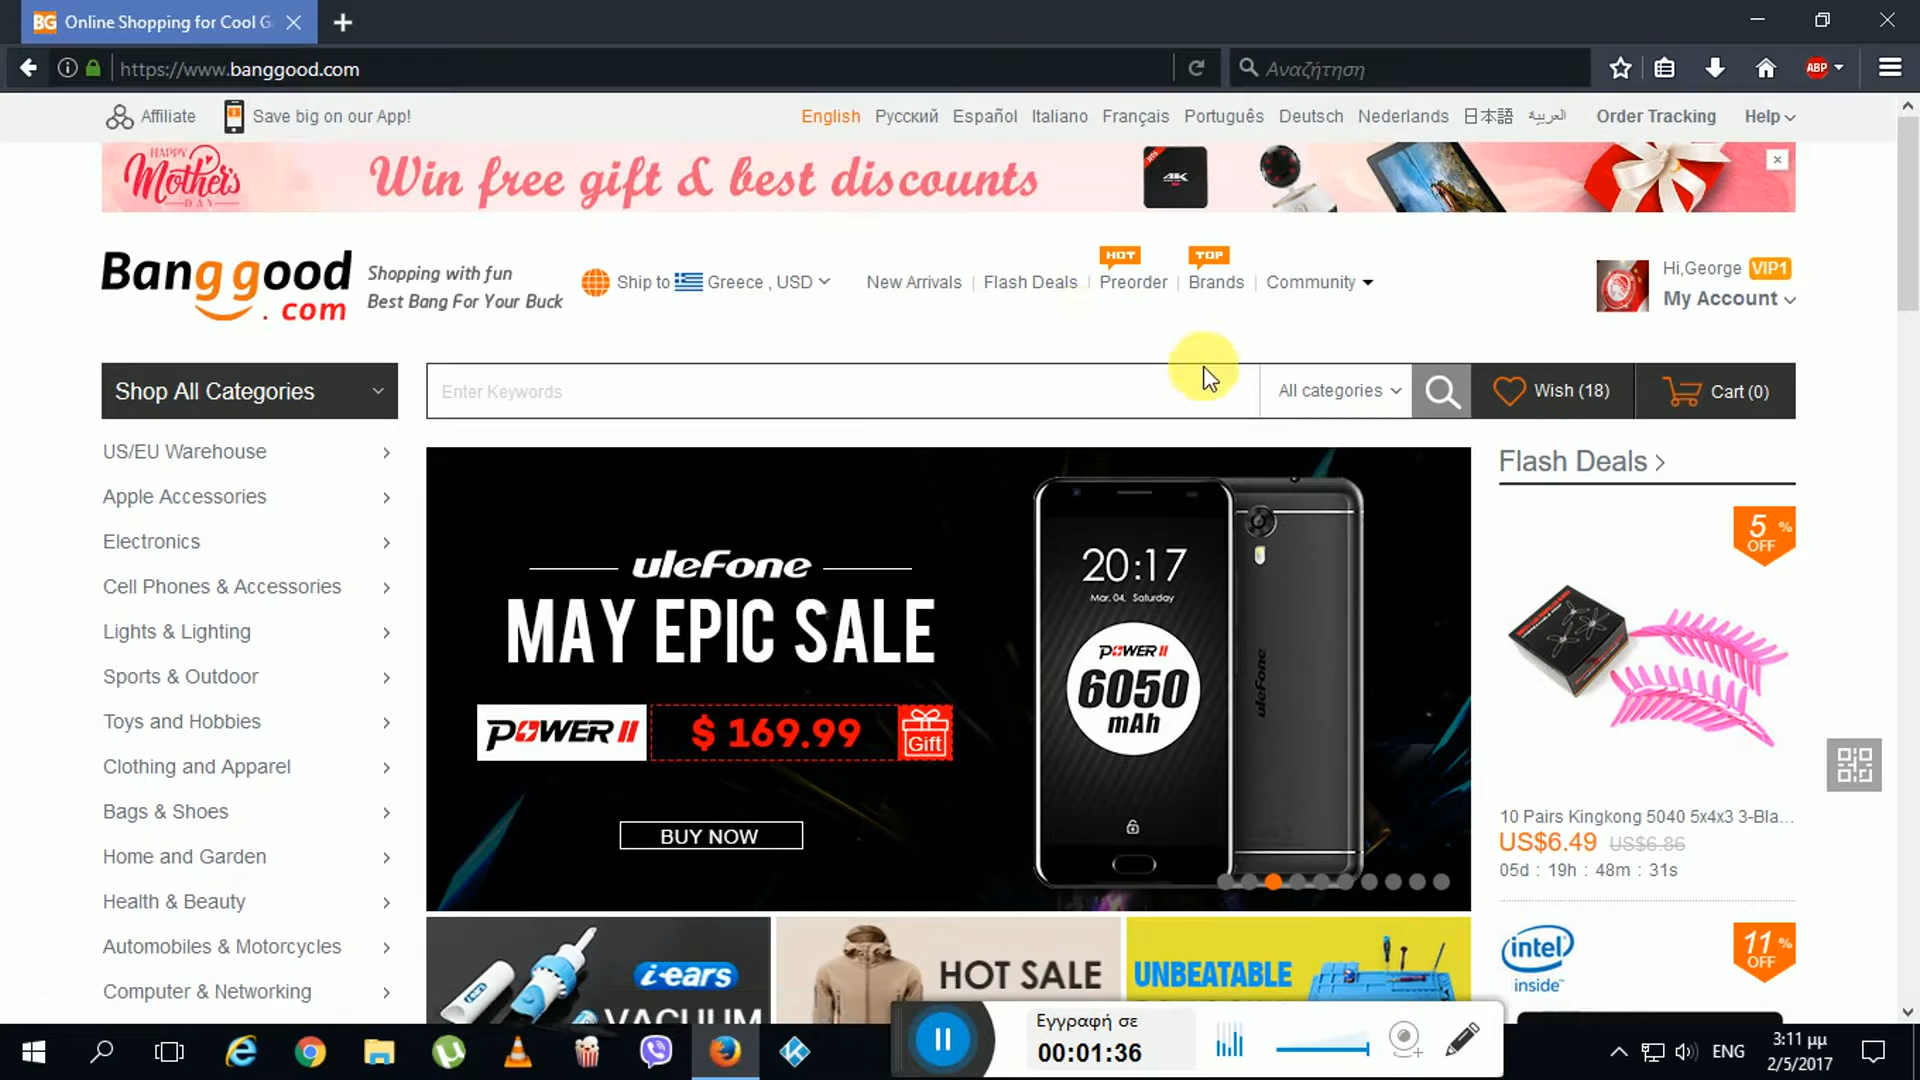 BG Online Shopping for Cool G
https://www.banggood.com
Αναζήτηση
ABP
Affiliate
Save big on our App!
English Русский Español Italiano Français Português Deutsch Nederlands 日本語 العربية
Order Tracking
Help
HAPPY
Mother's
DAY
Win free gift & best discounts
4K
Banggood
.com
Shopping with fun
Best Bang For Your Buck
Ship to Greece , USD
New Arrivals
Flash Deals
HOT
Preorder
TOP
Brands
Community
Hi,George VIP1
My Account
Shop All Categories
Enter Keywords
All categories
Wish (18)
Cart (0)
US/EU Warehouse
Apple Accessories
Electronics
Cell Phones & Accessories
Lights & Lighting
Sports & Outdoor
Toys and Hobbies
Clothing and Apparel
Bags & Shoes
Home and Garden
Health & Beauty
Automobiles & Motorcycles
Computer & Networking
uleFone
MAY EPIC SALE
POWER II
$ 169.99
Gift
BUY NOW
20:17
Mar. 04, Saturday
POWER II
6050
mAh
uleFone
Flash Deals
5 %
OFF
10 Pairs Kingkong 5040 5x4x3 3-Bla...
US$6.49 US$6.86
05d : 19h : 48m : 31s
intel
inside
11 %
OFF
i-ears
VACUUM
HOT SALE
UNBEATABLE
Εγγραφή σε
00:01:36
ENG
3:11 μμ
2/5/2017